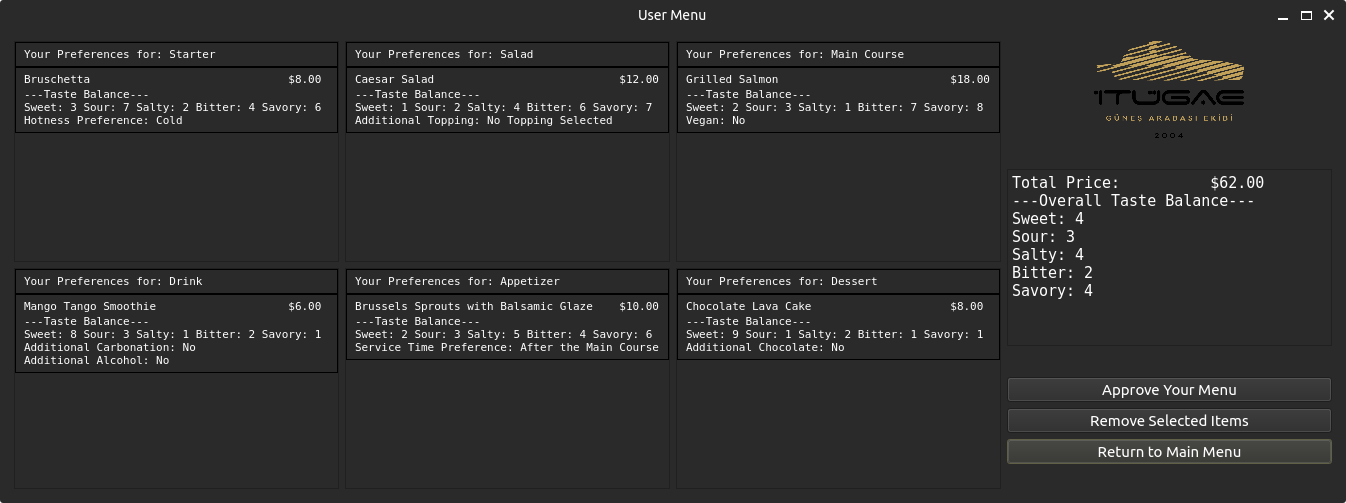 User Menu
Your Preferences for: Starter
Bruschetta $8.00
---Taste Balance---
Sweet: 3 Sour: 7 Salty: 2 Bitter: 4 Savory: 6
Hotness Preference: Cold
Your Preferences for: Salad
Caesar Salad $12.00
---Taste Balance---
Sweet: 1 Sour: 2 Salty: 4 Bitter: 6 Savory: 7
Additional Topping: No Topping Selected
Your Preferences for: Main Course
Grilled Salmon $18.00
---Taste Balance---
Sweet: 2 Sour: 3 Salty: 1 Bitter: 7 Savory: 8
Vegan: No
Your Preferences for: Drink
Mango Tango Smoothie $6.00
---Taste Balance---
Sweet: 8 Sour: 3 Salty: 1 Bitter: 2 Savory: 1
Additional Carbonation: No
Additional Alcohol: No
Your Preferences for: Appetizer
Brussels Sprouts with Balsamic Glaze $10.00
---Taste Balance---
Sweet: 2 Sour: 3 Salty: 5 Bitter: 4 Savory: 6
Service Time Preference: After the Main Course
Your Preferences for: Dessert
Chocolate Lava Cake $8.00
---Taste Balance---
Sweet: 9 Sour: 1 Salty: 2 Bitter: 1 Savory: 1
Additional Chocolate: No
İTÜGAE
GÜNEŞ ARABASI EKİBİ
2004
Total Price: $62.00
---Overall Taste Balance---
Sweet: 4
Sour: 3
Salty: 4
Bitter: 2
Savory: 4
Approve Your Menu
Remove Selected Items
Return to Main Menu